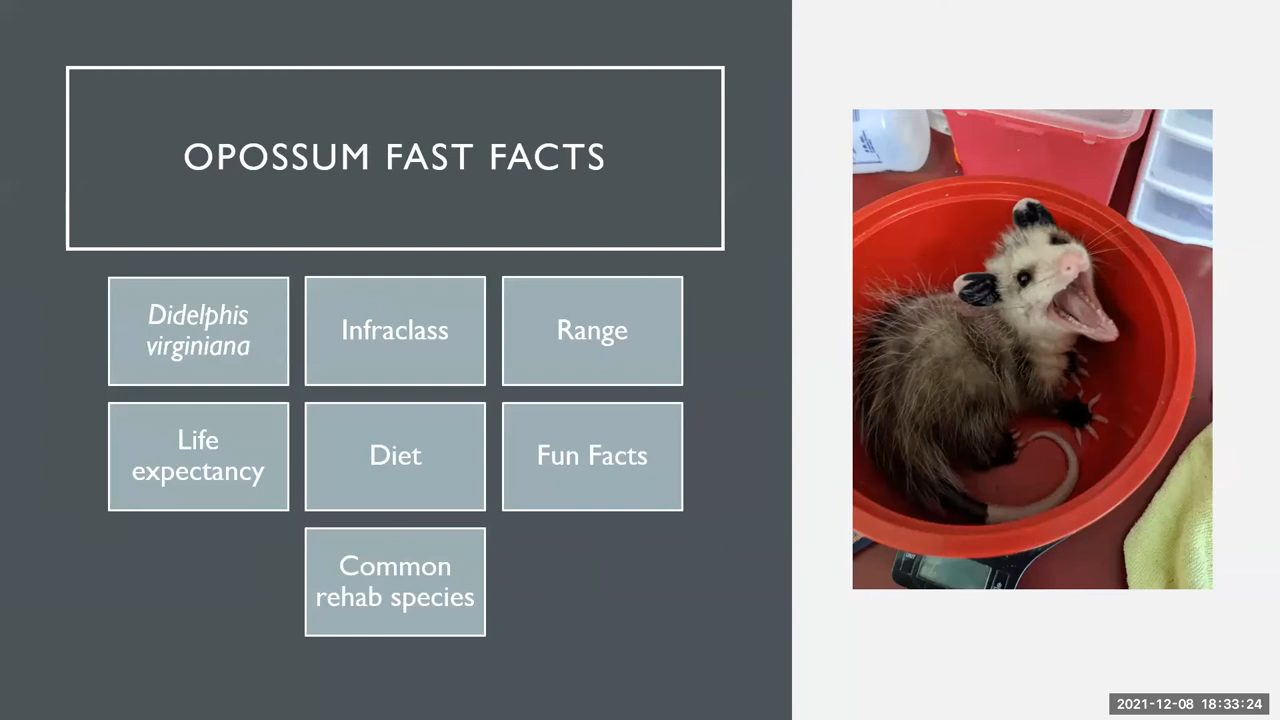 OPOSSUM FAST FACTS
Didelphis
virginiana
Infraclass
Range
Life
expectancy
Diet
Fun Facts
Common
rehab species
2021-12-08 18:33:24